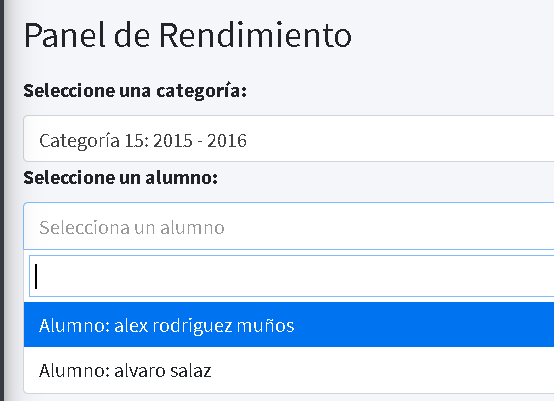 Panel de Rendimiento
Seleccione una categoría:
Categoría 15: 2015 - 2016
Seleccione un alumno:
Selecciona un alumno
Alumno: alex rodriguez muños
Alumno: alvaro salaz